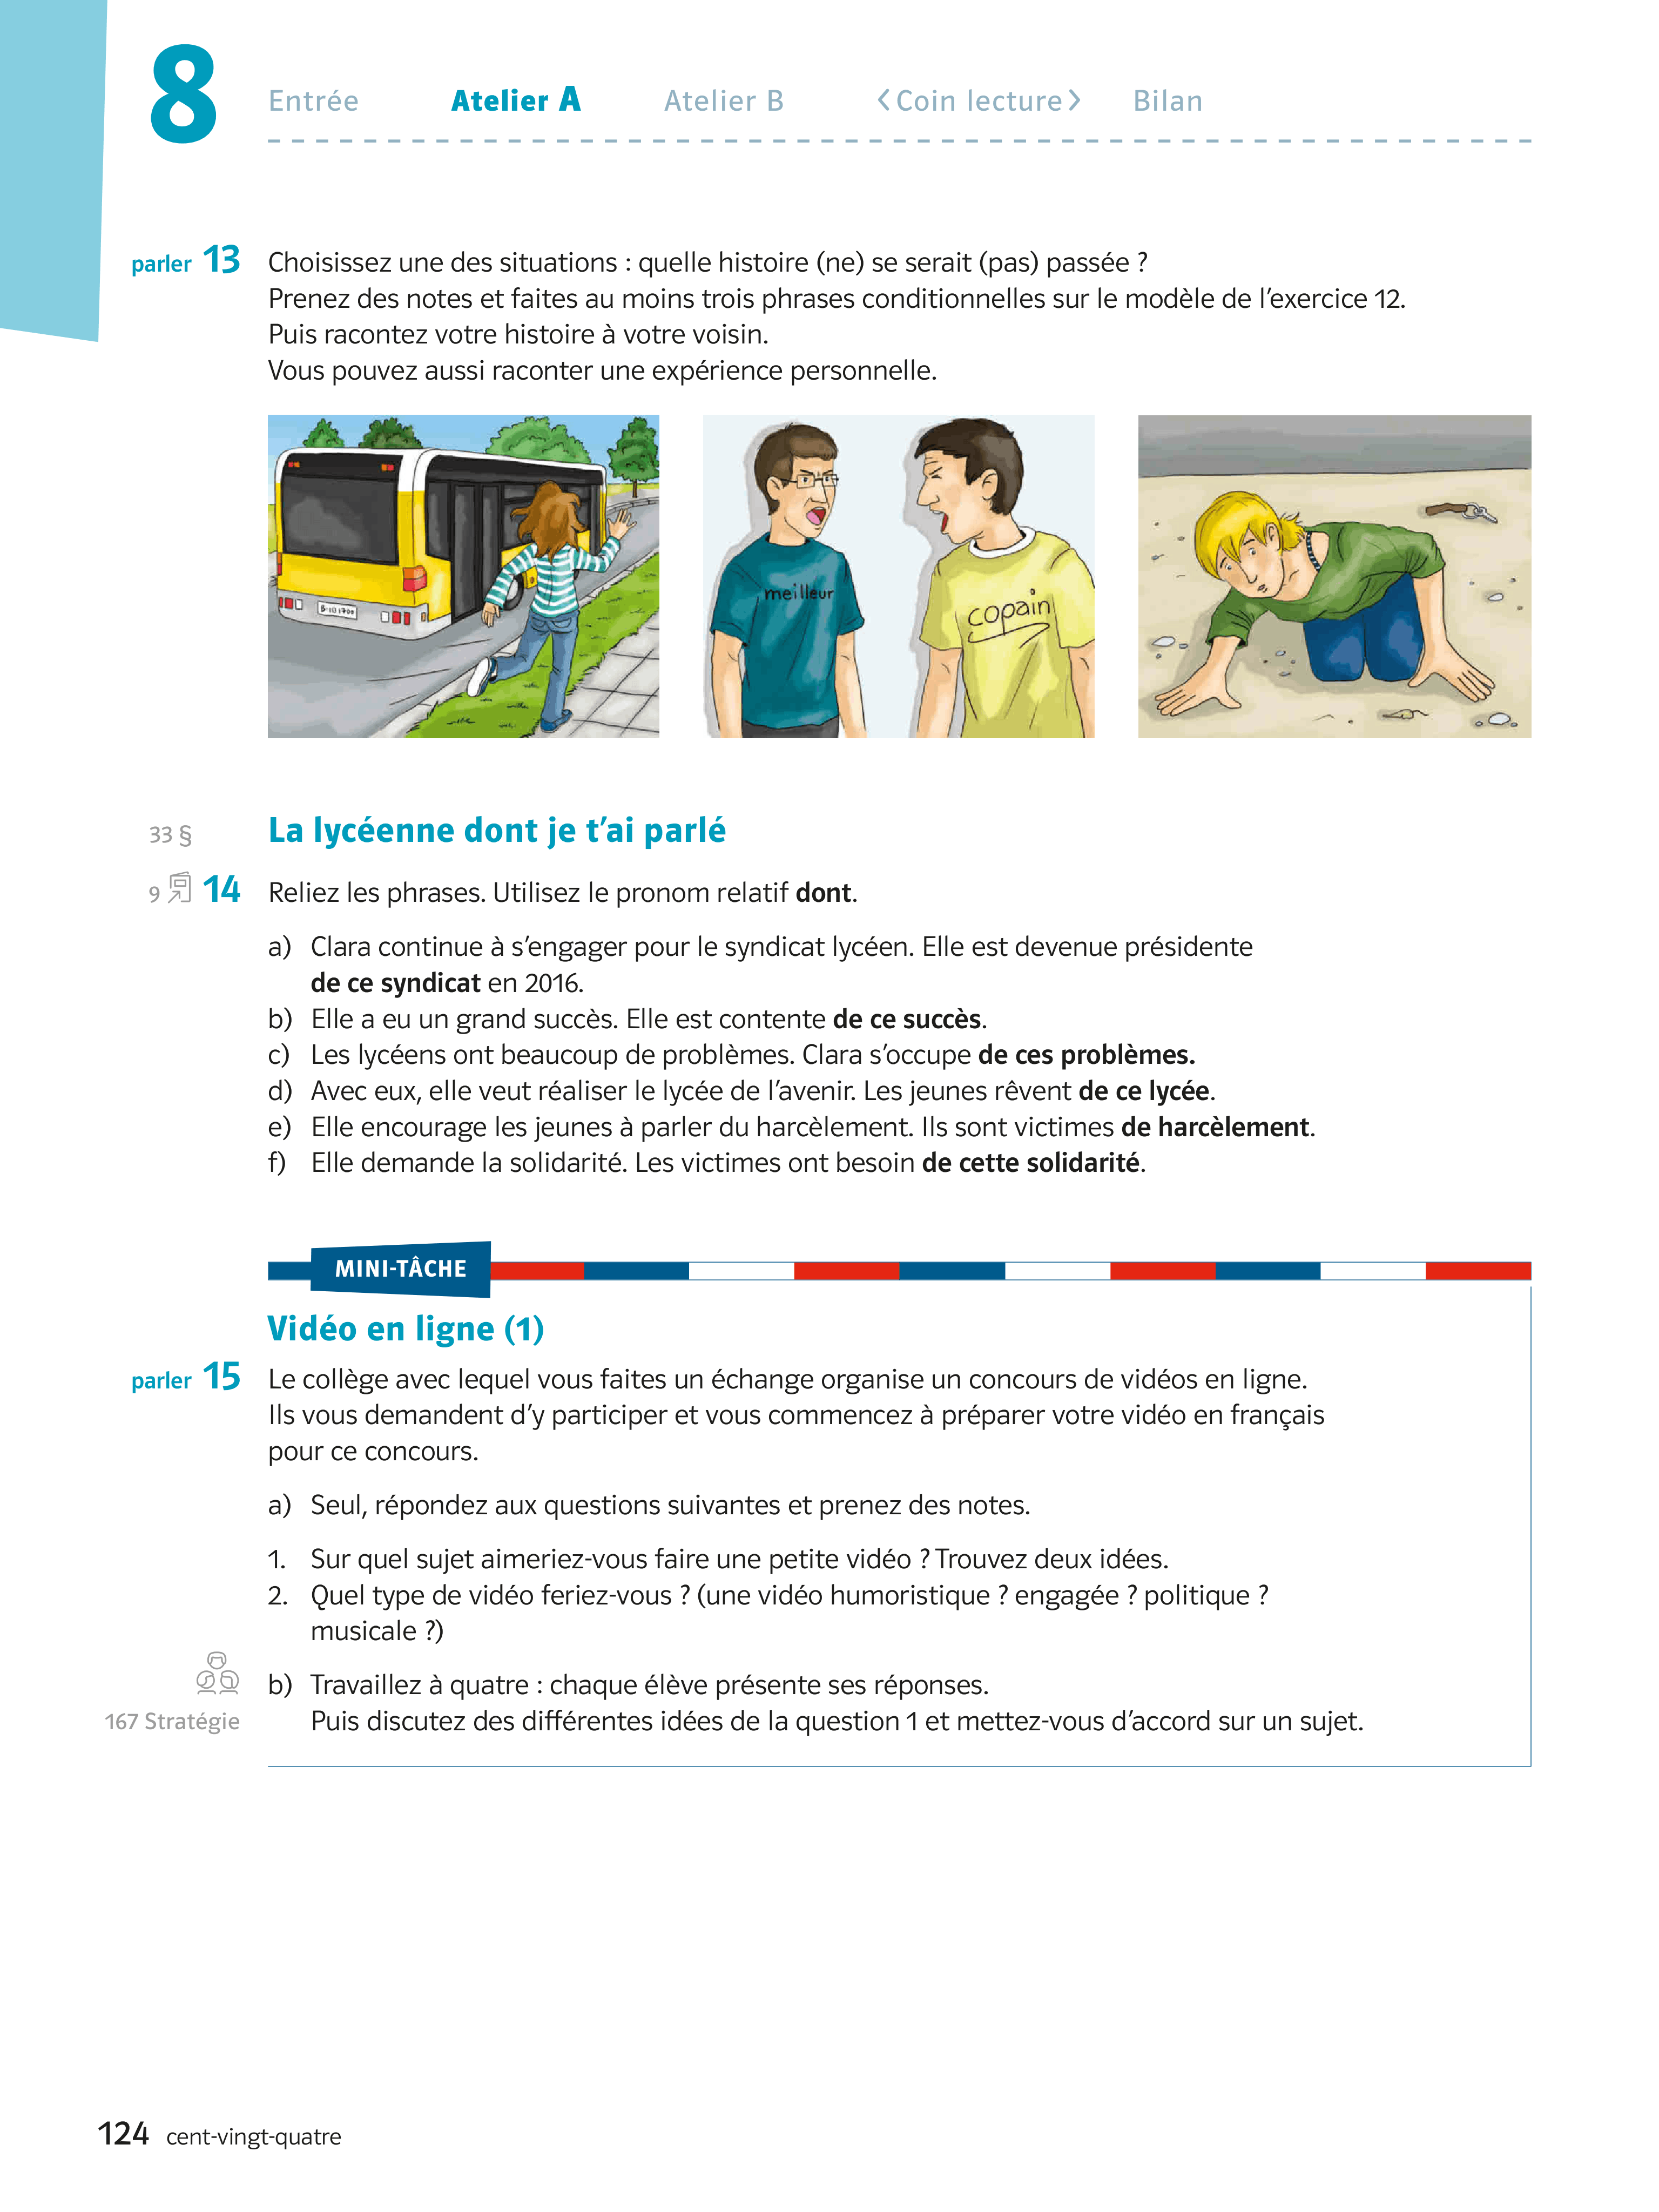 8
Entrée Atelier A Atelier B ‹ Coin lecture › Bilan
parler 13 Choisissez une des situations : quelle histoire (ne) se serait (pas) passée ?
Prenez des notes et faites au moins trois phrases conditionnelles sur le modèle de l’exercice 12.
Puis racontez votre histoire à votre voisin.
Vous pouvez aussi raconter une expérience personnelle.
meilleur
copain
33 § La lycéenne dont je t’ai parlé
9 14 Reliez les phrases. Utilisez le pronom relatif dont.
a) Clara continue à s’engager pour le syndicat lycéen. Elle est devenue présidente
de ce syndicat en 2016.
b) Elle a eu un grand succès. Elle est contente de ce succès.
c) Les lycéens ont beaucoup de problèmes. Clara s’occupe de ces problèmes.
d) Avec eux, elle veut réaliser le lycée de l’avenir. Les jeunes rêvent de ce lycée.
e) Elle encourage les jeunes à parler du harcèlement. Ils sont victimes de harcèlement.
f) Elle demande la solidarité. Les victimes ont besoin de cette solidarité.
MINI-TÂCHE
Vidéo en ligne (1)
parler 15 Le collège avec lequel vous faites un échange organise un concours de vidéos en ligne.
Ils vous demandent d’y participer et vous commencez à préparer votre vidéo en français
pour ce concours.
a) Seul, répondez aux questions suivantes et prenez des notes.
1. Sur quel sujet aimeriez-vous faire une petite vidéo ? Trouvez deux idées.
2. Quel type de vidéo feriez-vous ? (une vidéo humoristique ? engagée ? politique ?
musicale ?)
b) Travaillez à quatre : chaque élève présente ses réponses.
167 Stratégie Puis discutez des différentes idées de la question 1 et mettez-vous d’accord sur un sujet.
124 cent-vingt-quatre